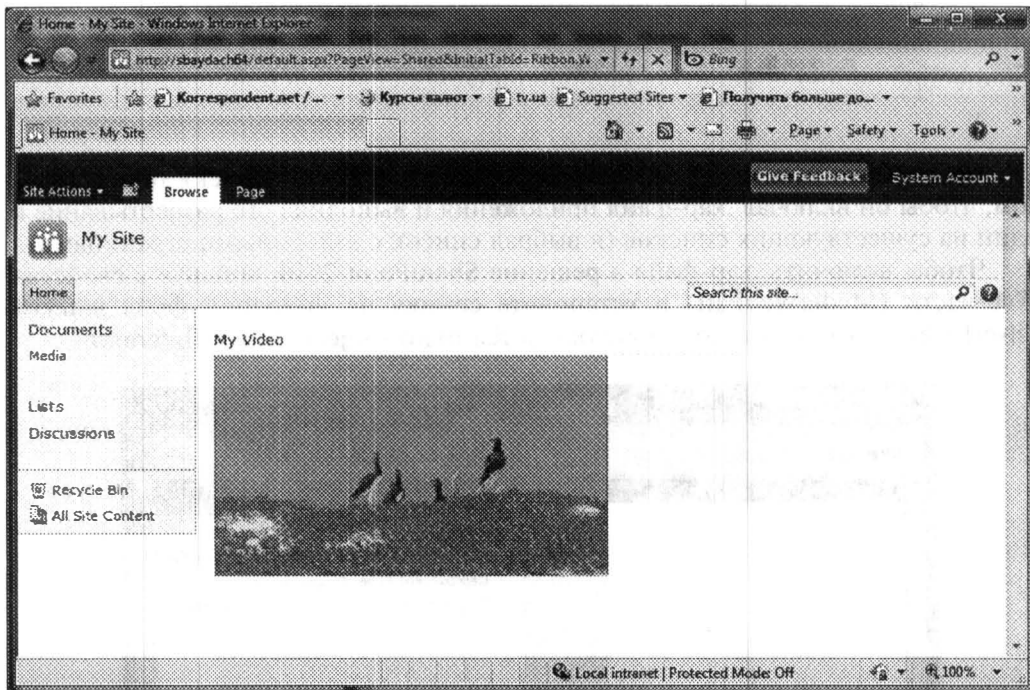 Home - My Site - Windows Internet Explorer
http://sbaydach64/default.aspx?PageView=Shared&InitialTabId=Ribbon.W
Bing
Favorites
Korrespondent.net / ...
Курсы валют
tv.ua
Suggested Sites
Получить больше до...
Home - My Site
Page
Safety
Tools
Site Actions
Browse
Page
Give Feedback
System Account
My Site
Home
Search this site...
Documents
Media
My Video
Lists
Discussions
Recycle Bin
All Site Content
Local intranet | Protected Mode: Off
100%